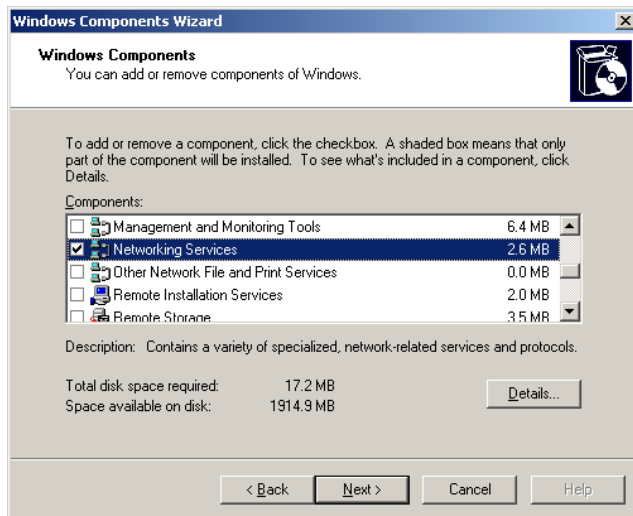 Windows Components Wizard
Windows Components
You can add or remove components of Windows.
To add or remove a component, click the checkbox. A shaded box means that only
part of the component will be installed. To see what's included in a component, click
Details.
Components:
Management and Monitoring Tools 6.4 MB
Networking Services 2.6 MB
Other Network File and Print Services 0.0 MB
Remote Installation Services 2.0 MB
Remote Storage 3.5 MB
Description: Contains a variety of specialized, network-related services and protocols.
Total disk space required: 17.2 MB
Space available on disk: 1914.9 MB
Details...
< Back Next > Cancel Help